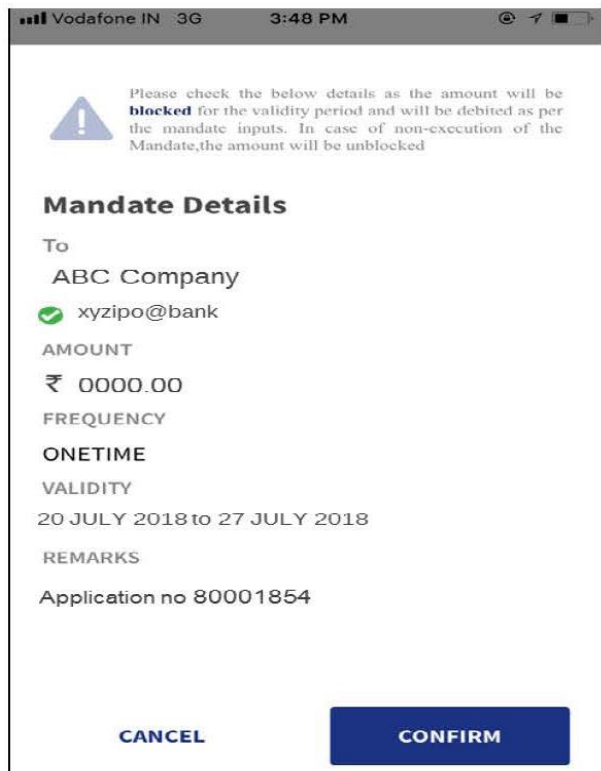 Vodafone IN 3G 3:48 PM
Please check the below details as the amount will be
blocked for the validity period and will be debited as per
the mandate inputs. In case of non-execution of the
Mandate,the amount will be unblocked
Mandate Details
To
ABC Company
xyzipo@bank
AMOUNT
₹ 0000.00
FREQUENCY
ONETIME
VALIDITY
20 JULY 2018 to 27 JULY 2018
REMARKS
Application no 80001854
CANCEL CONFIRM